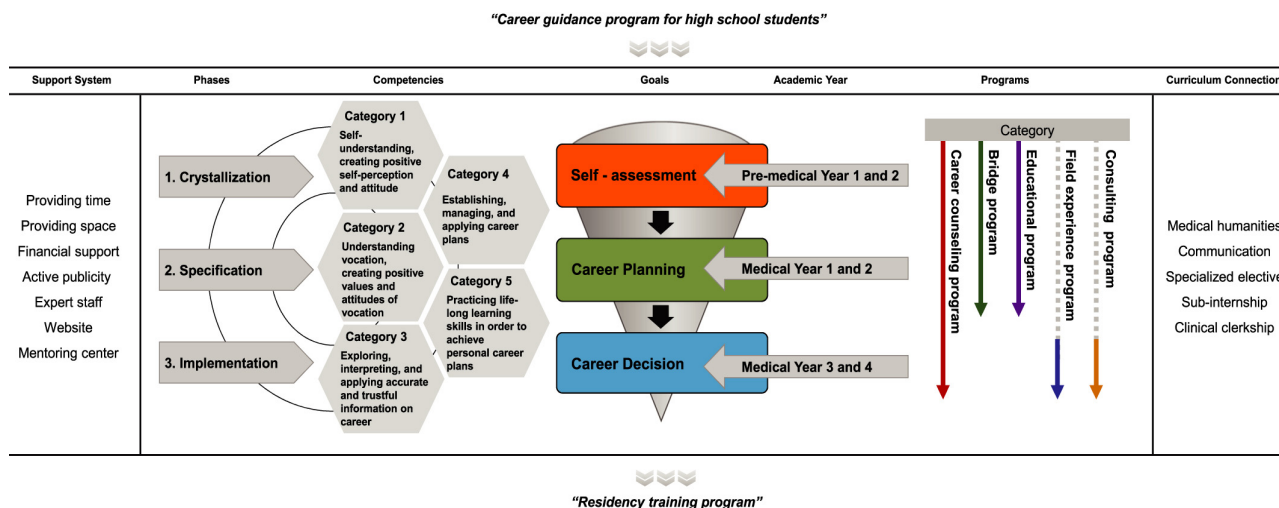 “Career guidance program for high school students”
Support System
Phases
Competencies
Goals
Academic Year
Programs
Curriculum Connection
Providing time
Providing space
Financial support
Active publicity
Expert staff
Website
Mentoring center
1. Crystallization
2. Specification
3. Implementation
Category 1
Self-
understanding,
creating positive
self-perception
and attitude
Category 2
Understanding
vocation,
creating positive
values and
attitudes of
vocation
Category 3
Exploring,
interpreting, and
applying accurate
and trustful
information on
career
Category 4
Establishing,
managing, and
applying career
plans
Category 5
Practicing life-
long learning
skills in order to
achieve
personal career
plans
Self - assessment
Career Planning
Career Decision
Pre-medical Year 1 and 2
Medical Year 1 and 2
Medical Year 3 and 4
Category
Career counseling program
Bridge program
Educational program
Field experience program
Consulting program
Medical humanities
Communication
Specialized elective
Sub-internship
Clinical clerkship
“Residency training program”